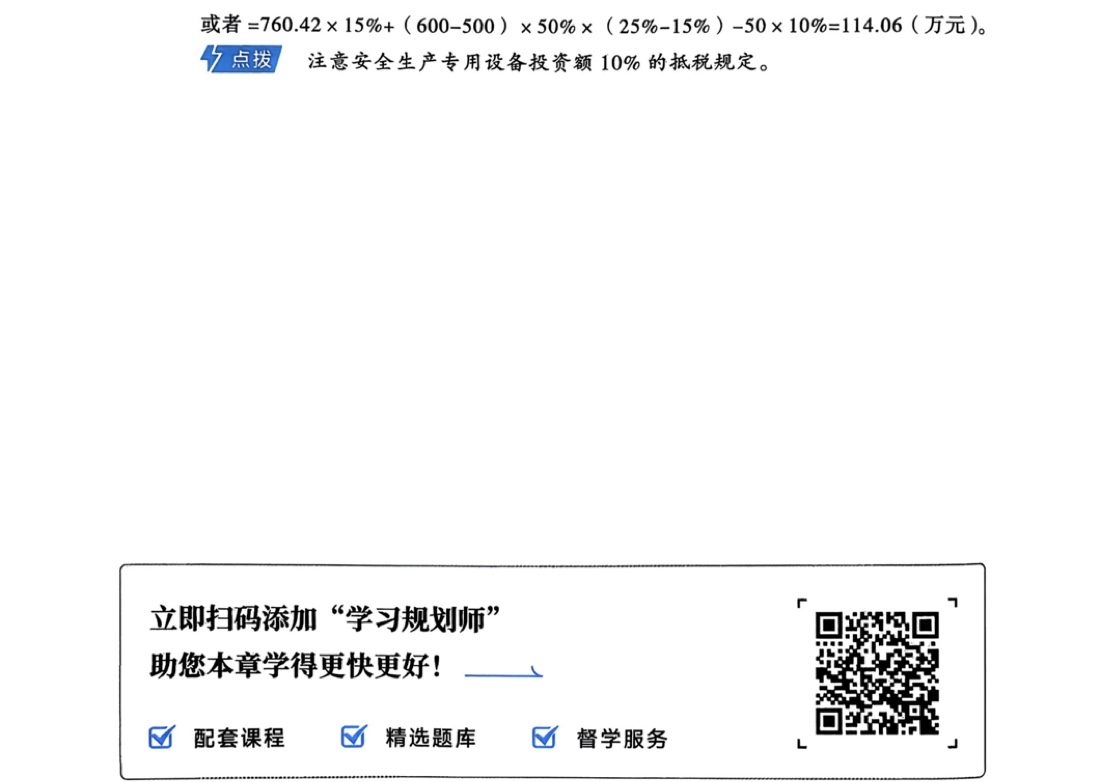 或者 =760.42×15%+（600–500）×50%×（25%–15%）–50×10%=114.06（万元）。
点拨 注意安全生产专用设备投资额 10% 的抵税规定。
立即扫码添加“学习规划师”
助您本章学得更快更好！
配套课程 精选题库 督学服务